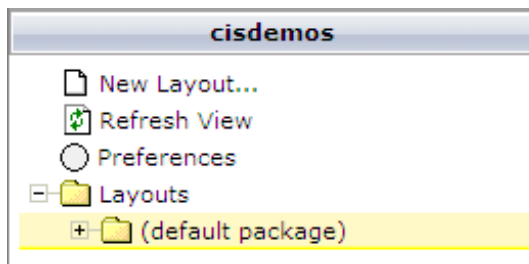 cisdemos
New Layout...
Refresh View
Preferences
Layouts
(default package)